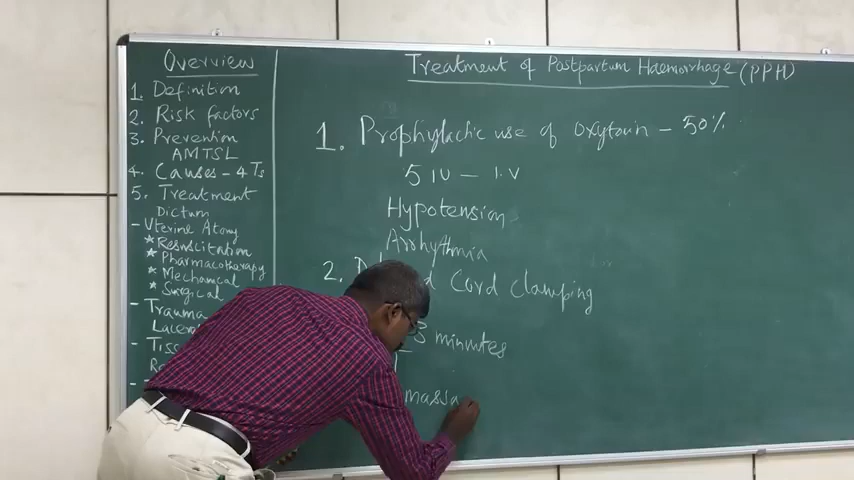 Overview
1. Definition
2. Risk factors
3. Prevention
AMTSL
4. Causes - 4 Ts
5. Treatment
Dictum
- Uterine Atony
* Resuscitation
* Pharmacotherapy
* Mechanical
* Surgical
- Trauma
Lacer
- Tiss
Treatment of Postpartum Haemorrhage (PPH)
1. Prophylactic use of oxytocin - 50%
5 IU - I.V
Hypotension
Arrhythmia
2. D d Cord clamping
3 minutes
massa